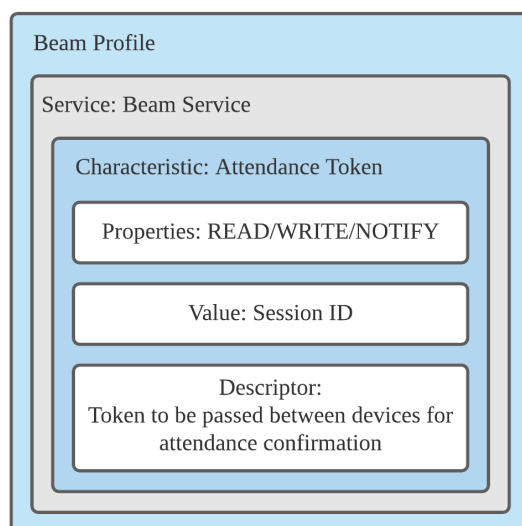 Beam Profile
Service: Beam Service
Characteristic: Attendance Token
Properties: READ/WRITE/NOTIFY
Value: Session ID
Descriptor:
Token to be passed between devices for
attendance confirmation